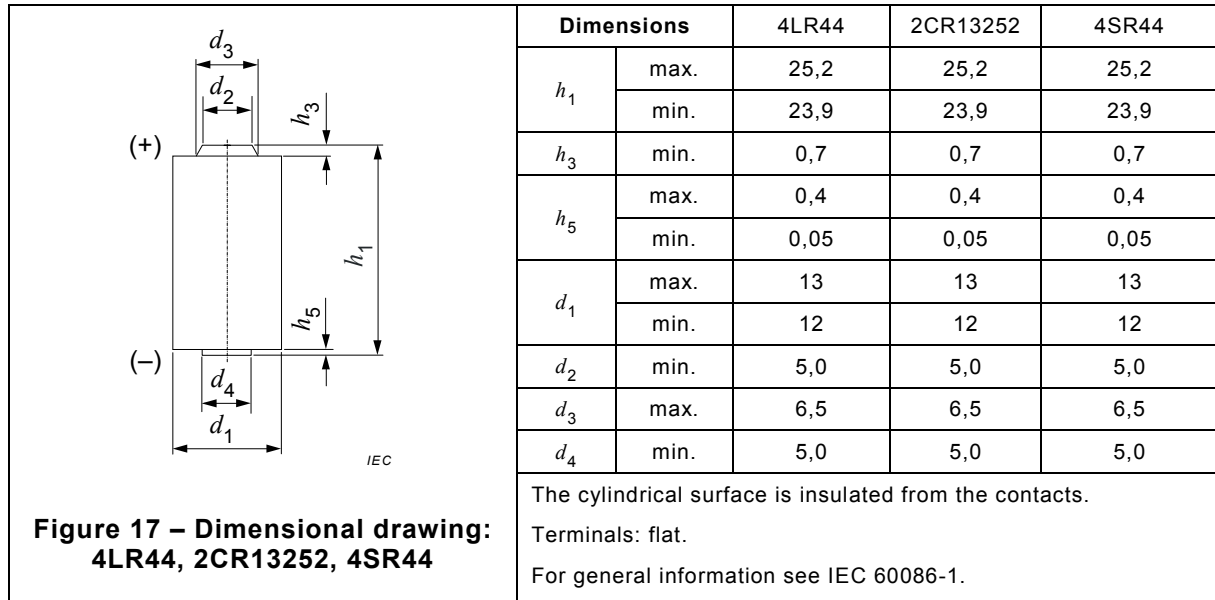 d3
d2
h3
(+)
h1
h5
(–)
d4
d1
IEC
Figure 17 – Dimensional drawing:
4LR44, 2CR13252, 4SR44
Dimensions 4LR44 2CR13252 4SR44
h1 max. 25,2 25,2 25,2
min. 23,9 23,9 23,9
h3 min. 0,7 0,7 0,7
h5 max. 0,4 0,4 0,4
min. 0,05 0,05 0,05
d1 max. 13 13 13
min. 12 12 12
d2 min. 5,0 5,0 5,0
d3 max. 6,5 6,5 6,5
d4 min. 5,0 5,0 5,0
The cylindrical surface is insulated from the contacts.
Terminals: flat.
For general information see IEC 60086-1.